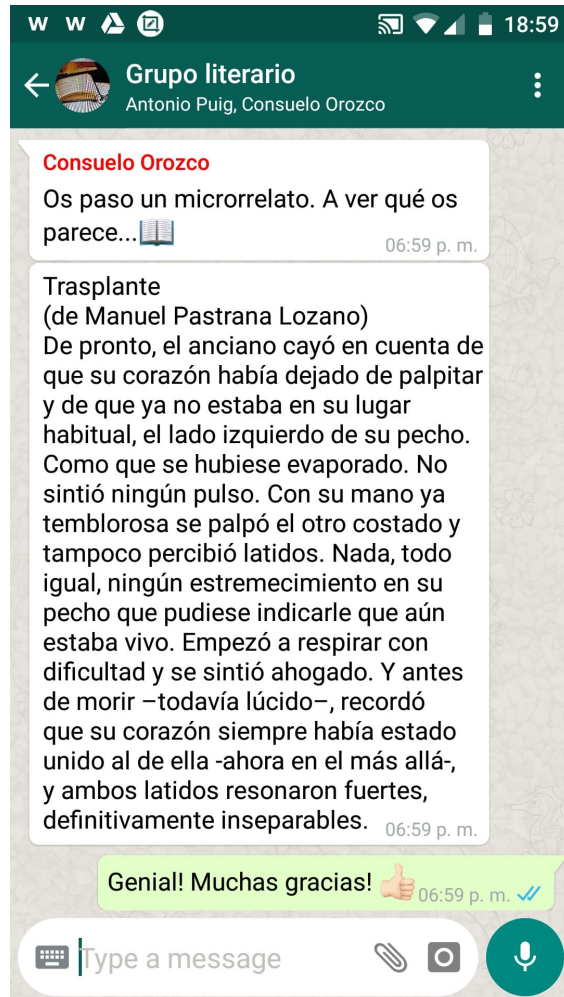 W W 18:59
Grupo literario
Antonio Puig, Consuelo Orozco
Consuelo Orozco
Os paso un microrrelato. A ver qué os
parece...📖
06:59 p. m.
Trasplante
(de Manuel Pastrana Lozano)
De pronto, el anciano cayó en cuenta de
que su corazón había dejado de palpitar
y de que ya no estaba en su lugar
habitual, el lado izquierdo de su pecho.
Como que se hubiese evaporado. No
sintió ningún pulso. Con su mano ya
temblorosa se palpó el otro costado y
tampoco percibió latidos. Nada, todo
igual, ningún estremecimiento en su
pecho que pudiese indicarle que aún
estaba vivo. Empezó a respirar con
dificultad y se sintió ahogado. Y antes
de morir –todavía lúcido–, recordó
que su corazón siempre había estado
unido al de ella -ahora en el más allá-,
y ambos latidos resonaron fuertes,
definitivamente inseparables. 06:59 p. m.
Genial! Muchas gracias! 👍🏻 06:59 p. m.
Type a message